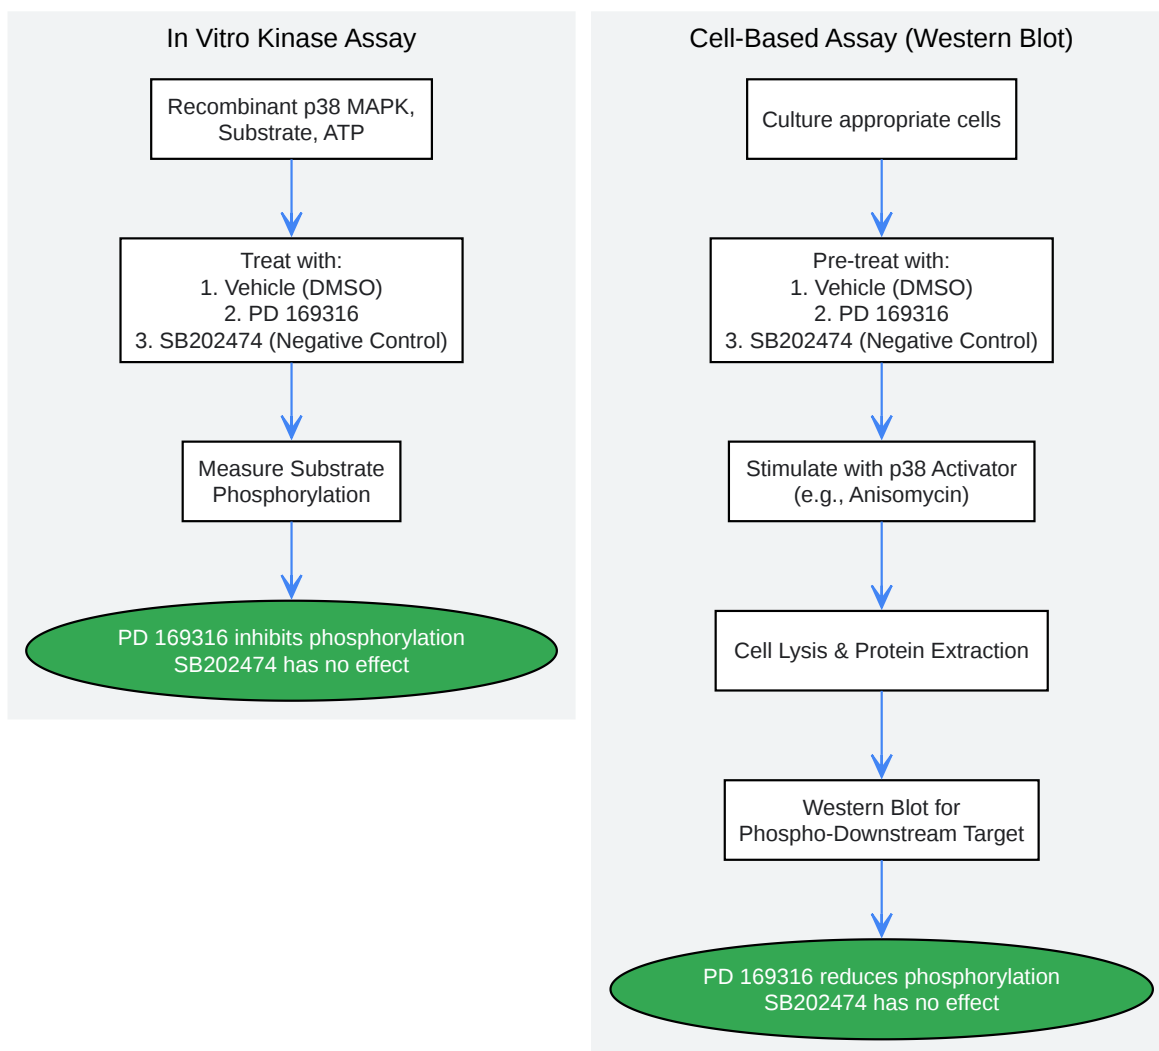 In Vitro Kinase Assay
Recombinant p38 MAPK,
Substrate, ATP
Treat with:
1. Vehicle (DMSO)
2. PD 169316
3. SB202474 (Negative Control)
Measure Substrate
Phosphorylation
PD 169316 inhibits phosphorylation
SB202474 has no effect
Cell-Based Assay (Western Blot)
Culture appropriate cells
Pre-treat with:
1. Vehicle (DMSO)
2. PD 169316
3. SB202474 (Negative Control)
Stimulate with p38 Activator
(e.g., Anisomycin)
Cell Lysis & Protein Extraction
Western Blot for
Phospho-Downstream Target
PD 169316 reduces phosphorylation
SB202474 has no effect